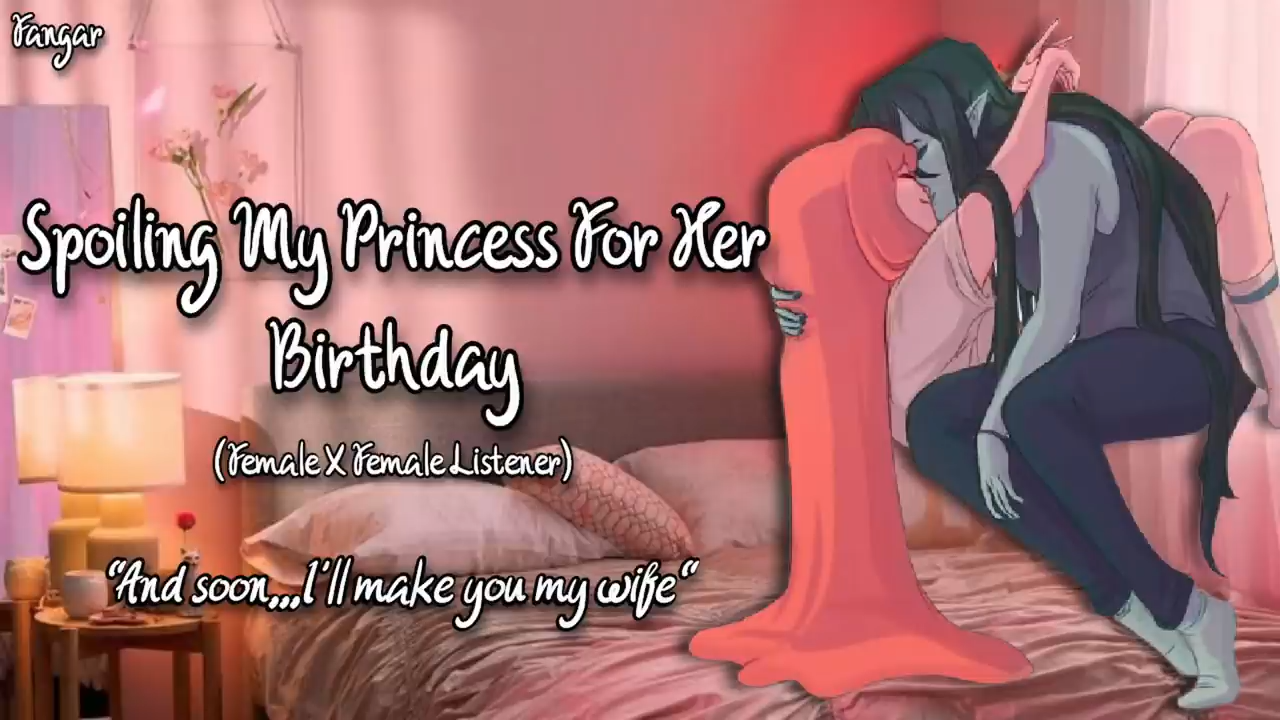 Fangar
Spoiling My Princess For Her
Birthday
(Female X Female Listener)
"And soon,,,I'll make you my wife"